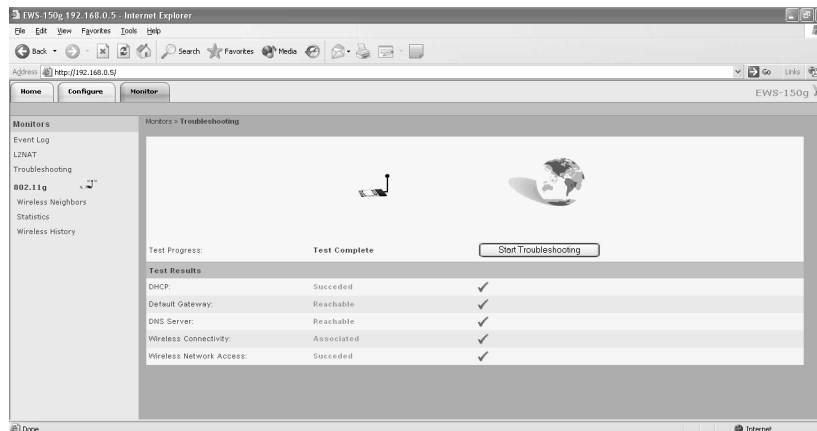 EWS-150g 192.168.0.5 - Internet Explorer
File Edit View Favorites Tools Help
Back Search Favorites Media
Address http://192.168.0.5/ Go Links
Home Configure Monitor EWS-150g
Monitors
Event Log
L2NAT
Troubleshooting
802.11g
Wireless Neighbors
Statistics
Wireless History
Monitors > Troubleshooting
Test Progress: Test Complete Start Troubleshooting
Test Results
DHCP: Succeded
Default Gateway: Reachable
DNS Server: Reachable
Wireless Connectivity: Associated
Wireless Network Access: Succeded
Done Internet